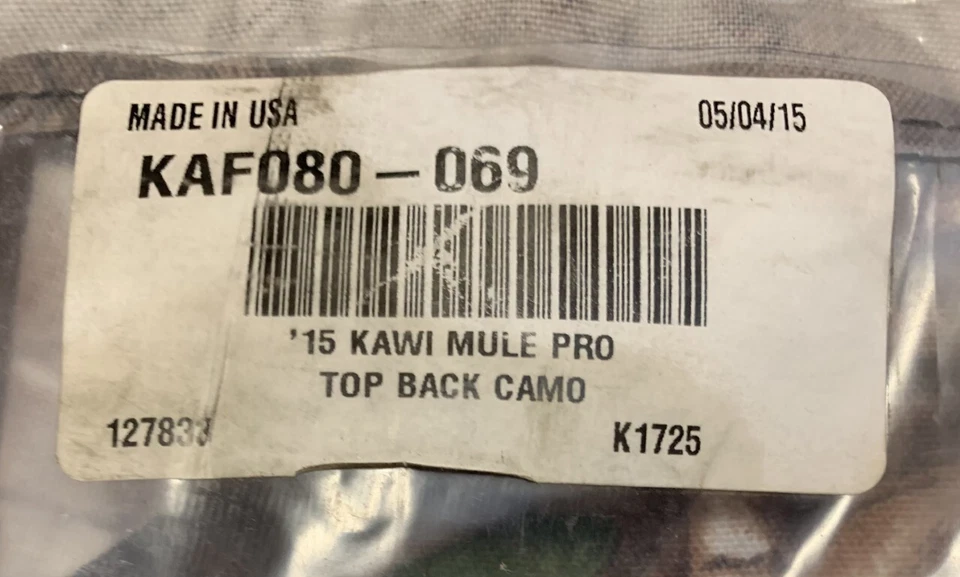 MADE IN USA 05/04/15
KAF080-069
'15 KAWI MULE PRO
TOP BACK CAMO
K1725